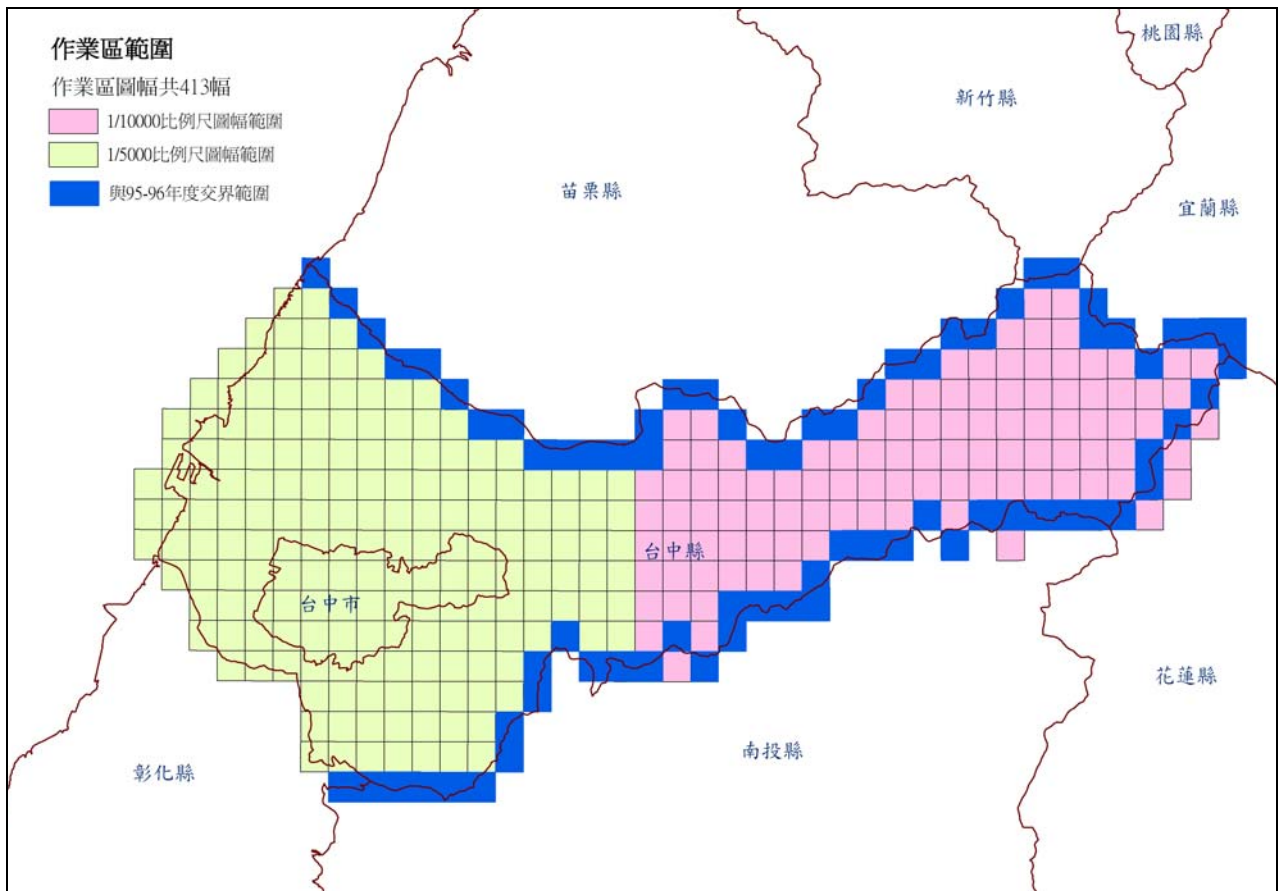 作業區範圍
作業區圖幅共413幅
1/10000比例尺圖幅範圍
1/5000比例尺圖幅範圍
與95-96年度交界範圍
桃園縣
新竹縣
苗栗縣
宜蘭縣
台中縣
台中市
花蓮縣
南投縣
彰化縣